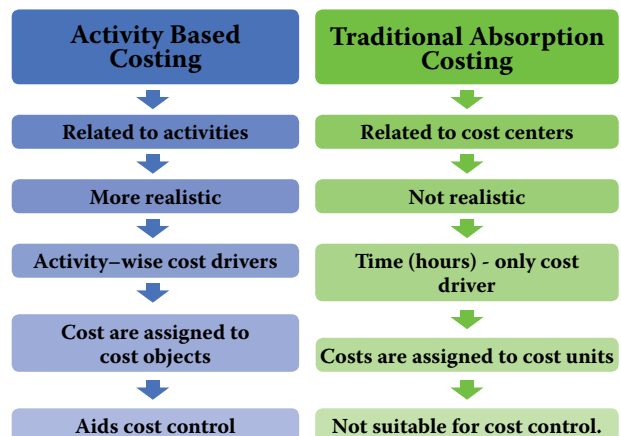 Activity Based
Costing
Related to activities
More realistic
Activity–wise cost drivers
Cost are assigned to
cost objects
Aids cost control
Traditional Absorption
Costing
Related to cost centers
Not realistic
Time (hours) - only cost
driver
Costs are assigned to cost units
Not suitable for cost control.